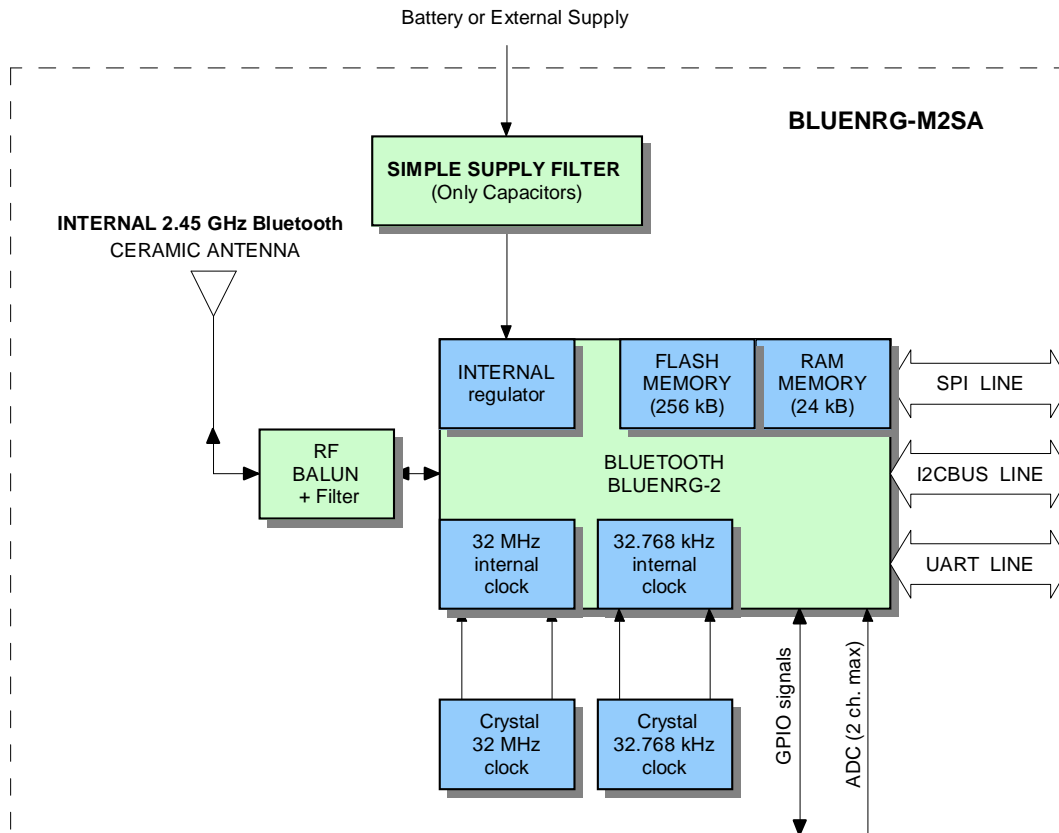 Battery or External Supply
BLUENRG-M2SA
SIMPLE SUPPLY FILTER
(Only Capacitors)
INTERNAL 2.45 GHz Bluetooth
CERAMIC ANTENNA
INTERNAL
regulator
FLASH
MEMORY
(256 kB)
RAM
MEMORY
(24 kB)
SPI LINE
RF
BALUN
+ Filter
BLUETOOTH
BLUENRG-2
I2CBUS LINE
32 MHz
internal
clock
32.768 kHz
internal
clock
UART LINE
Crystal
32 MHz
clock
Crystal
32.768 kHz
clock
GPIO signals
ADC (2 ch. max)